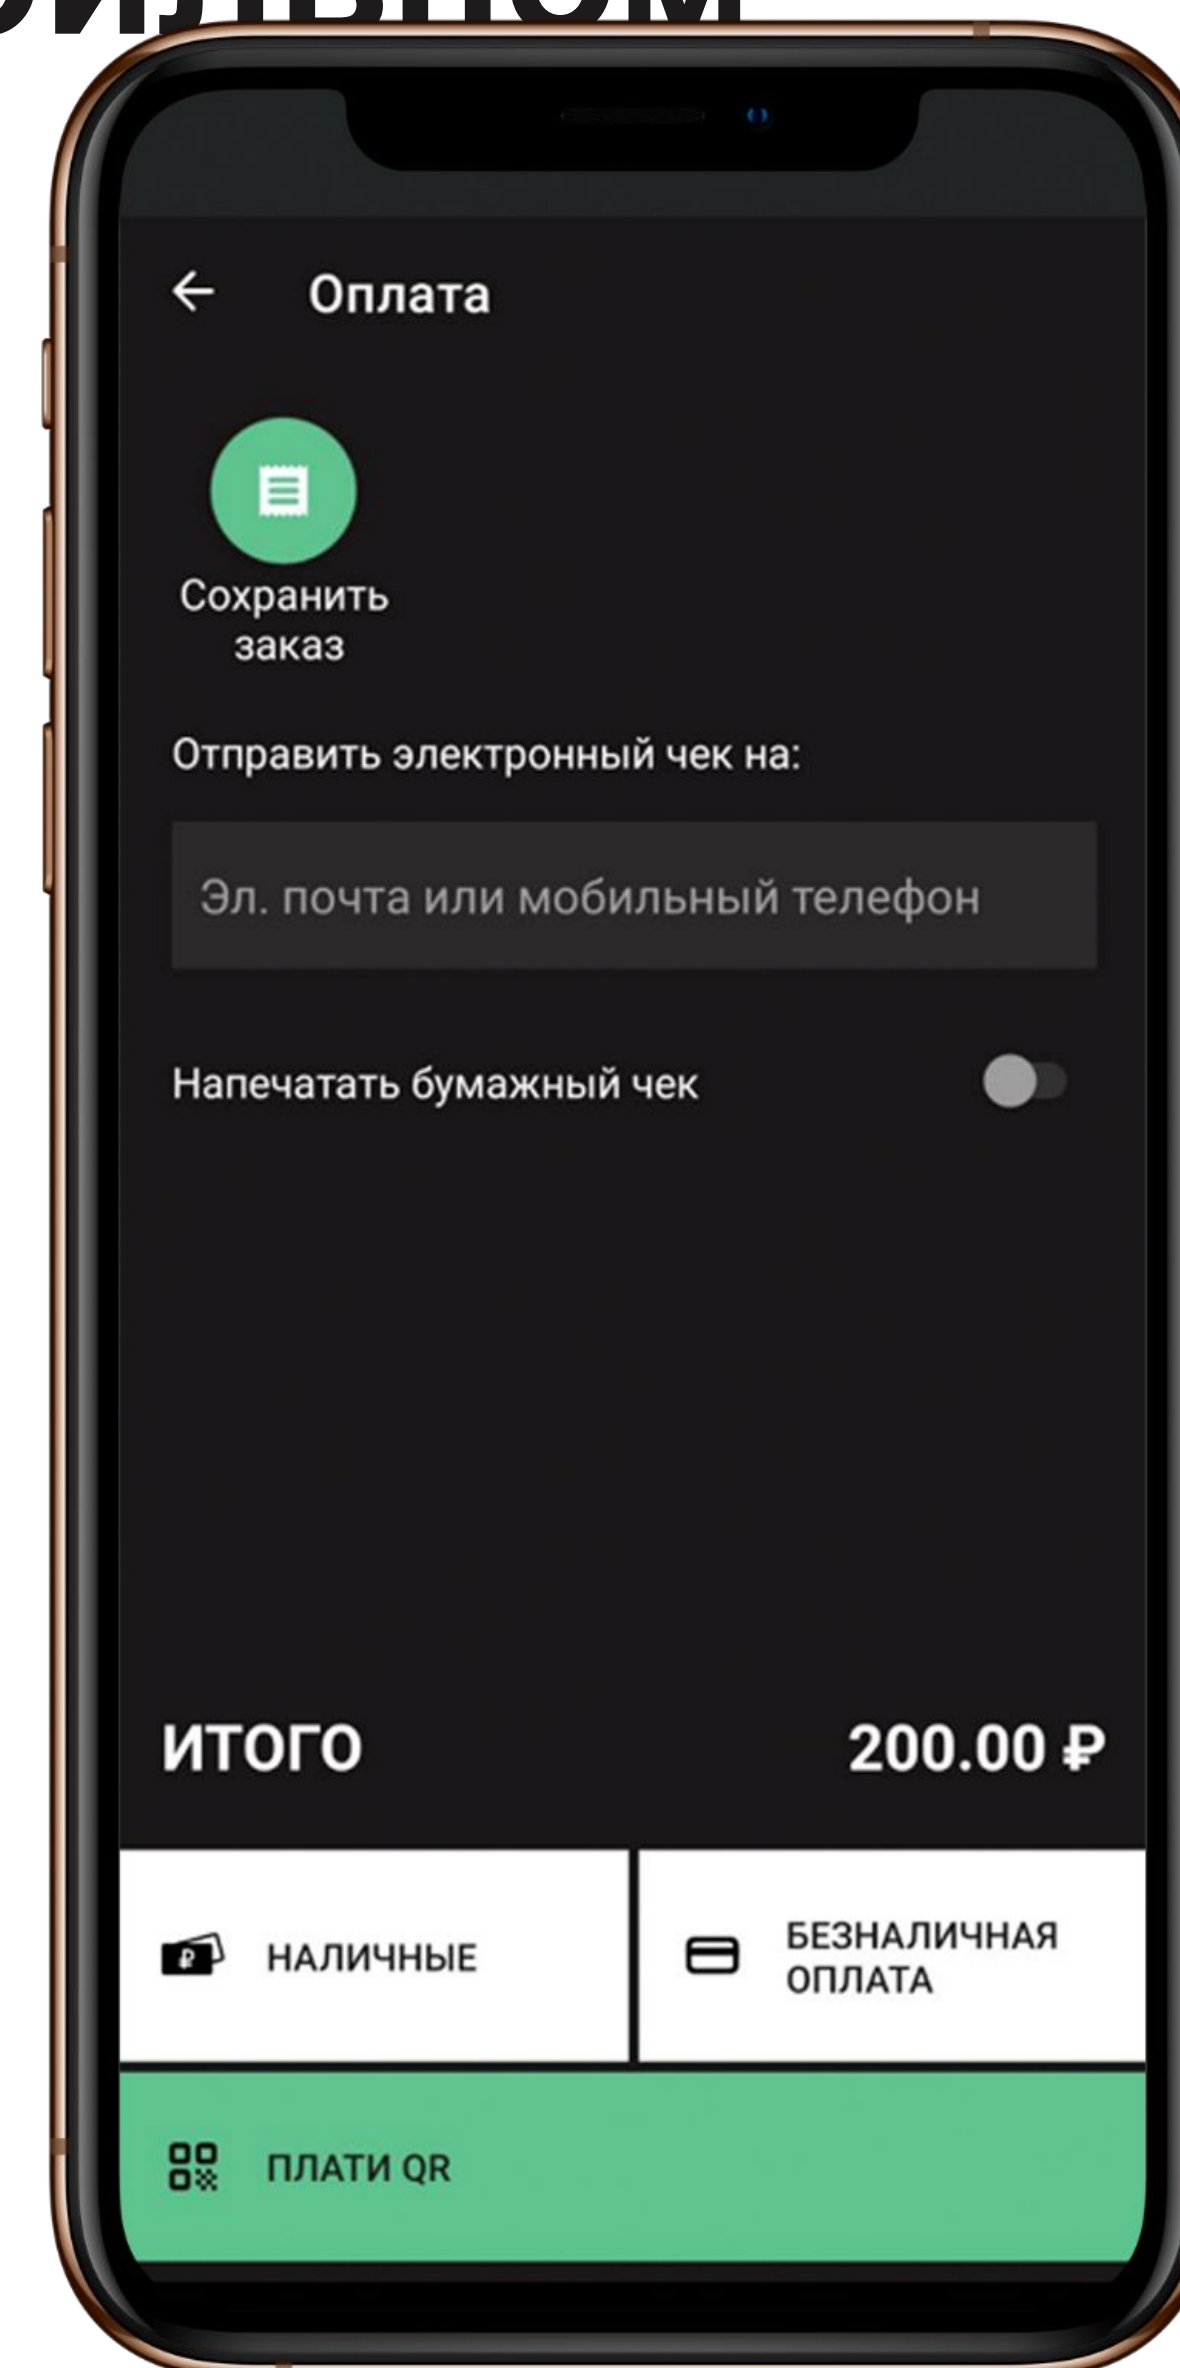 Оплата
Сохранить
заказ
Отправить электронный чек на:
Эл. почта или мобильный телефон
Напечатать бумажный чек
ИТОГО 200.00 ₽
НАЛИЧНЫЕ
БЕЗНАЛИЧНАЯ
ОПЛАТА
ПЛАТИ QR